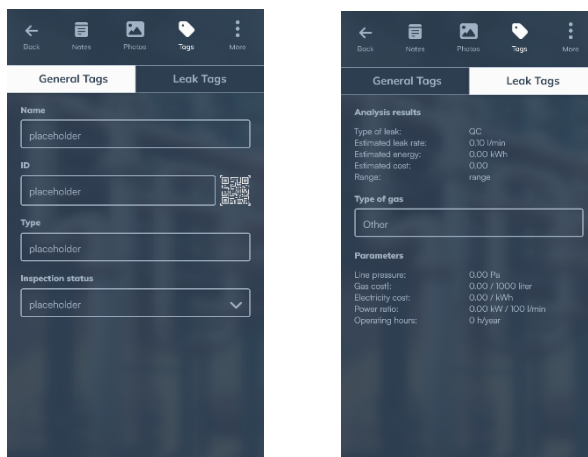 Back Notes Photos Tags More
General Tags Leak Tags
Name
placeholder
ID
placeholder
Type
placeholder
Inspection status
placeholder
Back Notes Photos Tags More
General Tags Leak Tags
Analysis results
Type of leak: QC
Estimated leak rate: 0.10 l/min
Estimated energy: 0.00 kWh
Estimated cost: 0.00
Range: range
Type of gas
Other
Parameters
Line pressure: 0.00 Pa
Gas costl: 0.00 / 1000 liter
Electricity cost: 0.00 / kWh
Power ratio: 0.00 kW / 100 l/min
Operating hours: 0 h/year